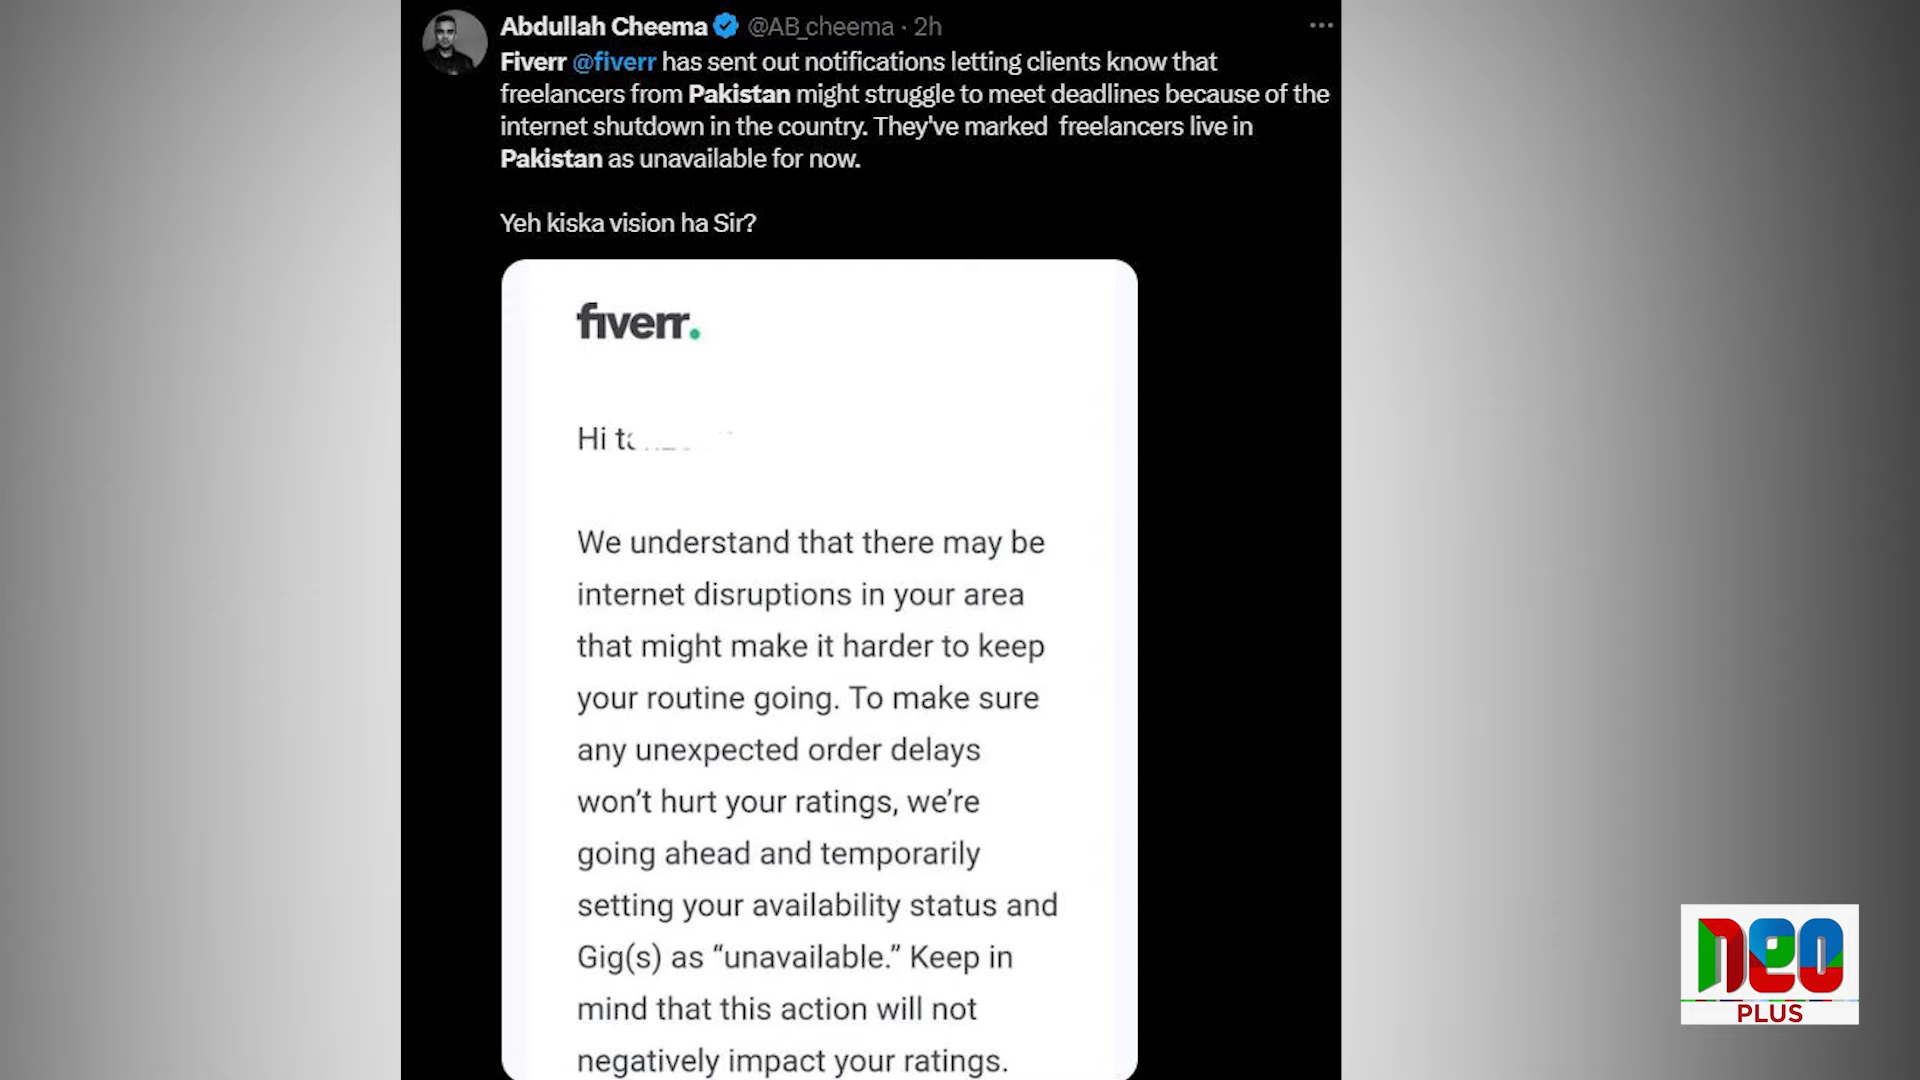 Abdullah Cheema @AB_cheema · 2h
Fiverr @fiverr has sent out notifications letting clients know that
freelancers from Pakistan might struggle to meet deadlines because of the
internet shutdown in the country. They've marked freelancers live in
Pakistan as unavailable for now.
Yeh kiska vision ha Sir?
fiverr.
Hi
We understand that there may be
internet disruptions in your area
that might make it harder to keep
your routine going. To make sure
any unexpected order delays
won’t hurt your ratings, we’re
going ahead and temporarily
setting your availability status and
Gig(s) as “unavailable.” Keep in
mind that this action will not
negatively impact your ratings.
neo
PLUS